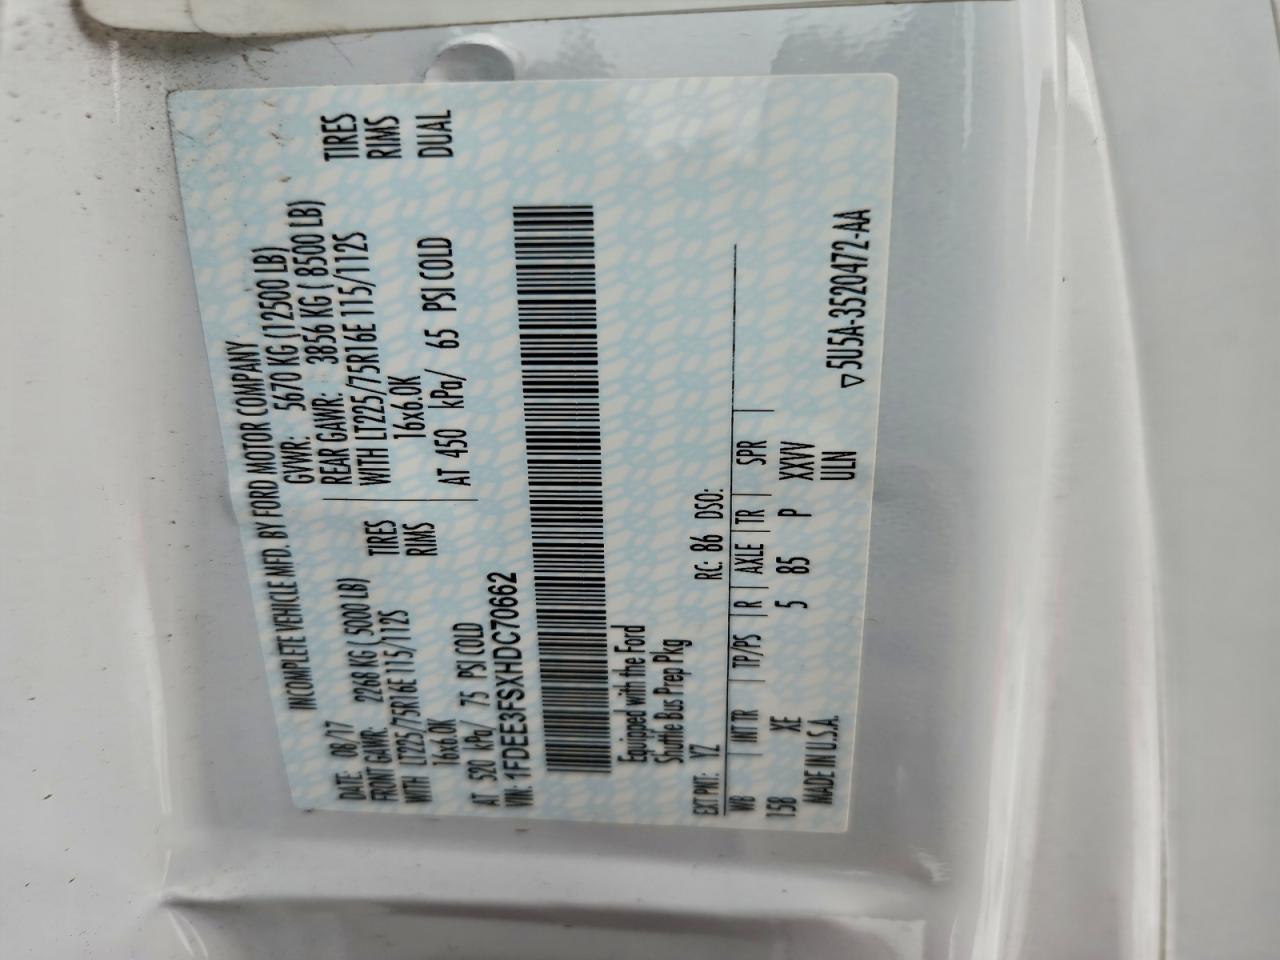 INCOMPLETE VEHICLE MFD. BY FORD MOTOR COMPANY
DATE: 08/17 GVWR: 5670 KG (12500 LB)
FRONT GAWR: 2268 KG ( 5000 LB) REAR GAWR: 3856 KG ( 8500 LB)
WITH LT225/75R16E 115/112S TIRES WITH LT225/75R16E 115/112S TIRES
16x6.0K RIMS 16x6.0K RIMS
AT 520 kPa/ 75 PSI COLD AT 450 kPa/ 65 PSI COLD DUAL
VIN: 1FDEE3FSXHDC70662
Equipped with the Ford
Shuttle Bus Prep Pkg
EXT PNT: YZ RC: 86 DSO:
WB INT TR TP/PS R AXLE TR SPR
158 XE 5 85 P XXVV
MADE IN U.S.A. ULN
▽5U5A-3520472-AA